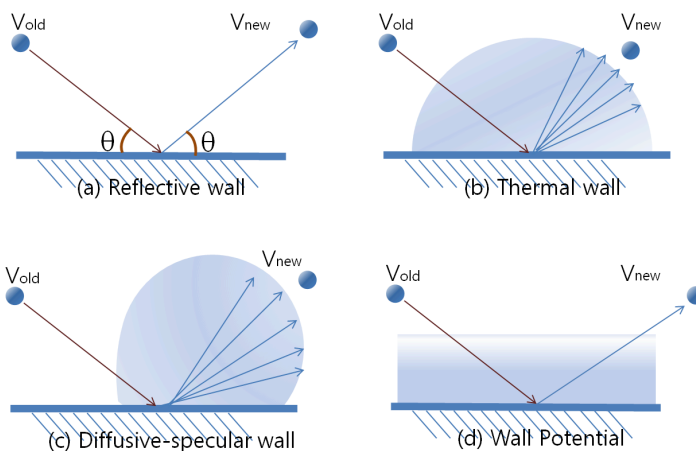 Vold
Vnew
θ
θ
(a) Reflective wall
Vold
Vnew
(b) Thermal wall
Vold
Vnew
(c) Diffusive-specular wall
Vold
Vnew
(d) Wall Potential